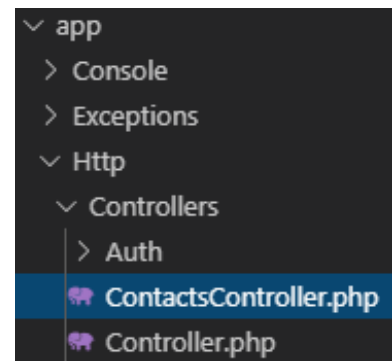 app
Console
Exceptions
Http
Controllers
Auth
ContactsController.php
Controller.php